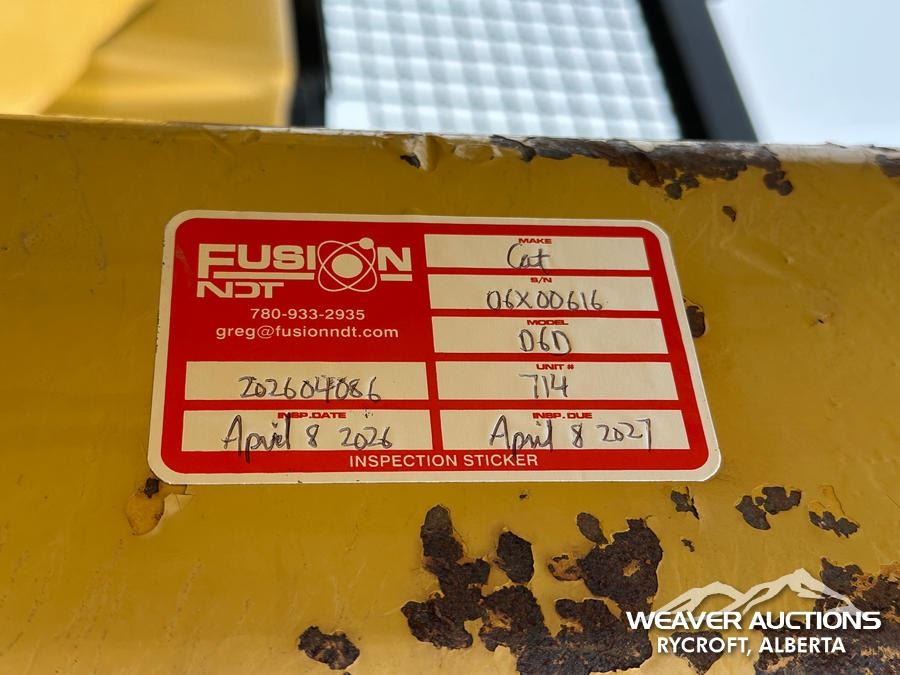 FUSION
NDT
780-933-2935
greg@fusionndt.com
202604086
INSP. DATE
April 8 2026
MAKE
Cat
S/N
06X00616
MODEL
D6D
UNIT #
714
INSP. DUE
April 8 2027
INSPECTION STICKER
WEAVER AUCTIONS
RYCROFT, ALBERTA